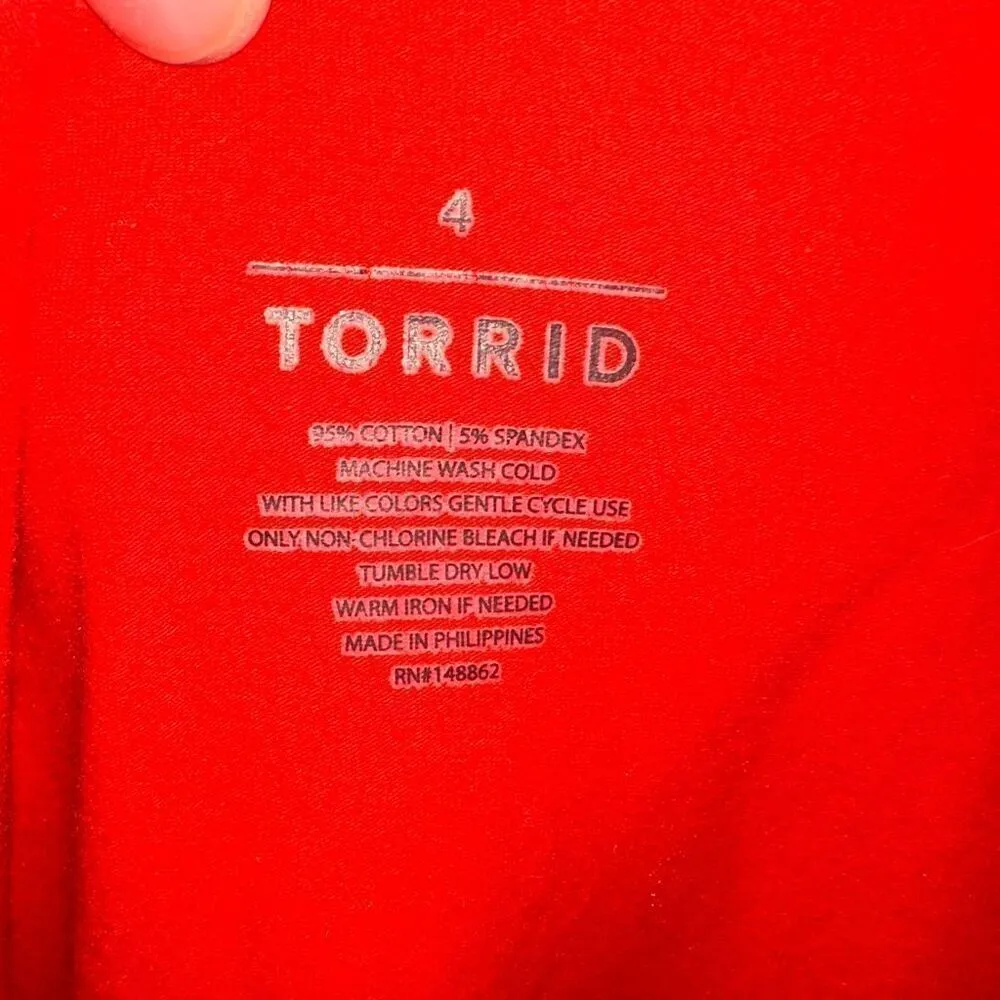 4
TORRID
95% COTTON | 5% SPANDEX
MACHINE WASH COLD
WITH LIKE COLORS GENTLE CYCLE USE
ONLY NON-CHLORINE BLEACH IF NEEDED
TUMBLE DRY LOW
WARM IRON IF NEEDED
MADE IN PHILIPPINES
RN#148862